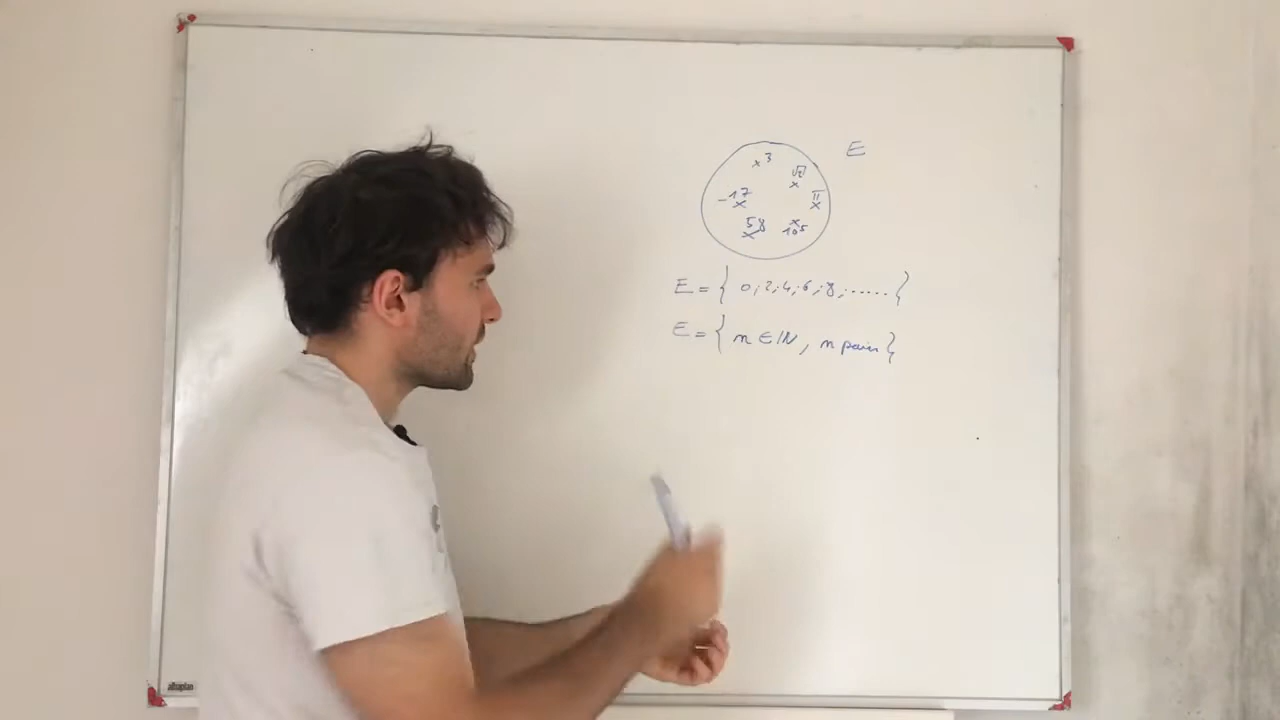 E
3
√2
-17
π
58
105
E = { 0 ; 2 ; 4 ; 6 ; 8 ; ...... }
E = { n ∈ ℕ , n pair }